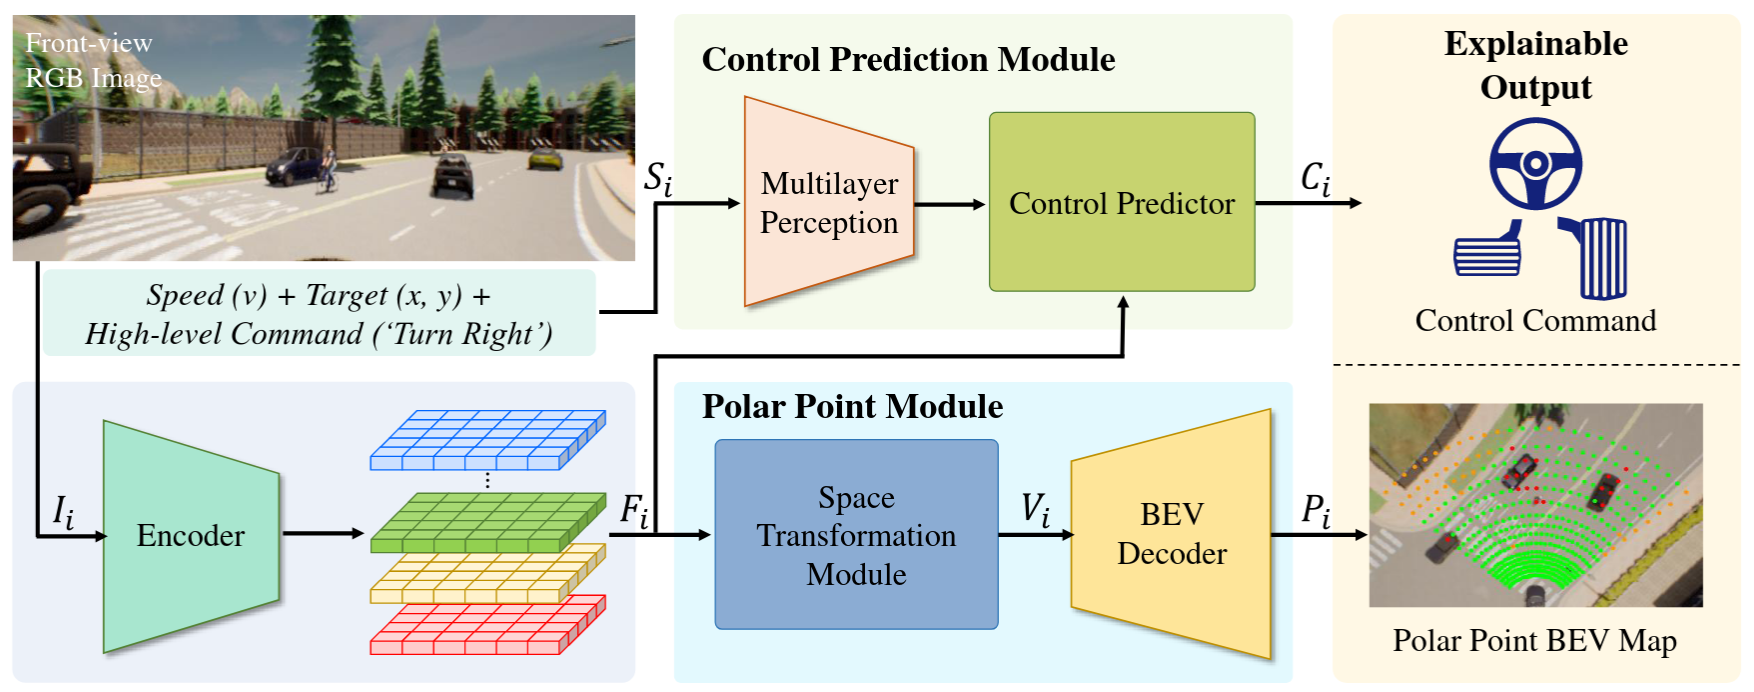 Front-view
RGB Image
Speed (v) + Target (x, y) +
High-level Command (‘Turn Right’)
S_i
Control Prediction Module
Multilayer
Perception
Control Predictor
C_i
Explainable
Output
Control Command
I_i
Encoder
F_i
Polar Point Module
Space
Transformation
Module
V_i
BEV
Decoder
P_i
Polar Point BEV Map